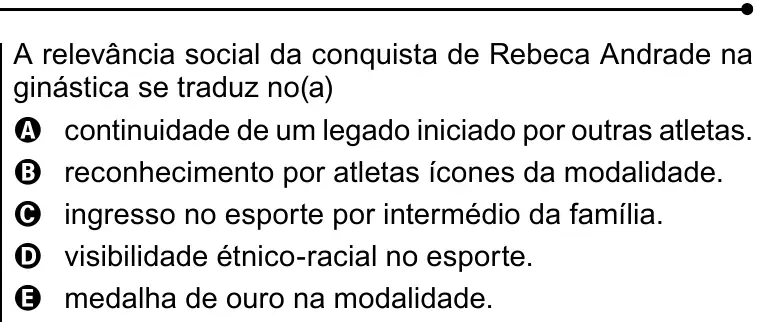 A relevância social da conquista de Rebeca Andrade na
ginástica se traduz no(a)
A continuidade de um legado iniciado por outras atletas.
B reconhecimento por atletas ícones da modalidade.
C ingresso no esporte por intermédio da família.
D visibilidade étnico-racial no esporte.
E medalha de ouro na modalidade.